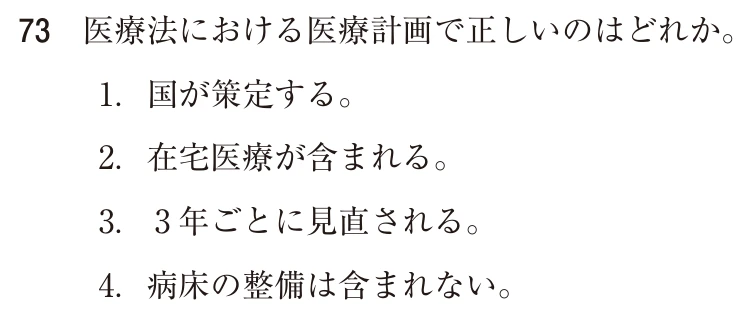 73 医療法における医療計画で正しいのはどれか。
1. 国が策定する。
2. 在宅医療が含まれる。
3. 3年ごとに見直される。
4. 病床の整備は含まれない。